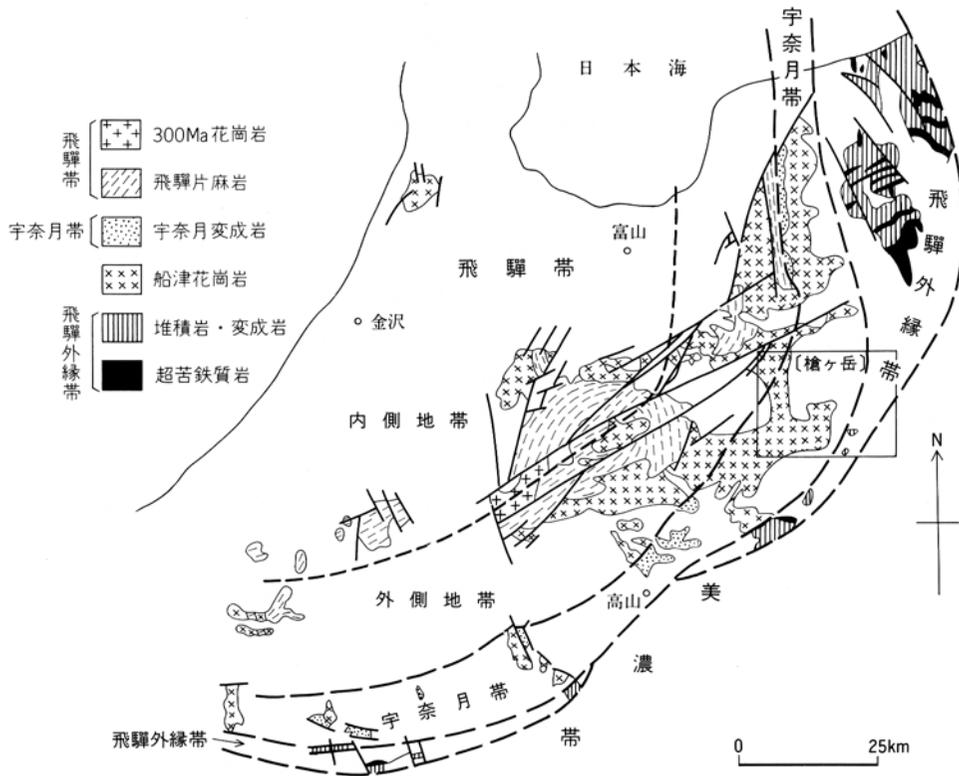 飛驒帯
300Ma花崗岩
飛驒片麻岩
宇奈月帯
宇奈月変成岩
船津花崗岩
飛驒外縁帯
堆積岩・変成岩
超苦鉄質岩
日本海
宇奈月帯
飛驒外縁帯
富山
飛驒帯
金沢
〔槍ヶ岳〕
内側地帯
N
外側地帯
高山
美濃帯
宇奈月帯
飛驒外縁帯
0 25km